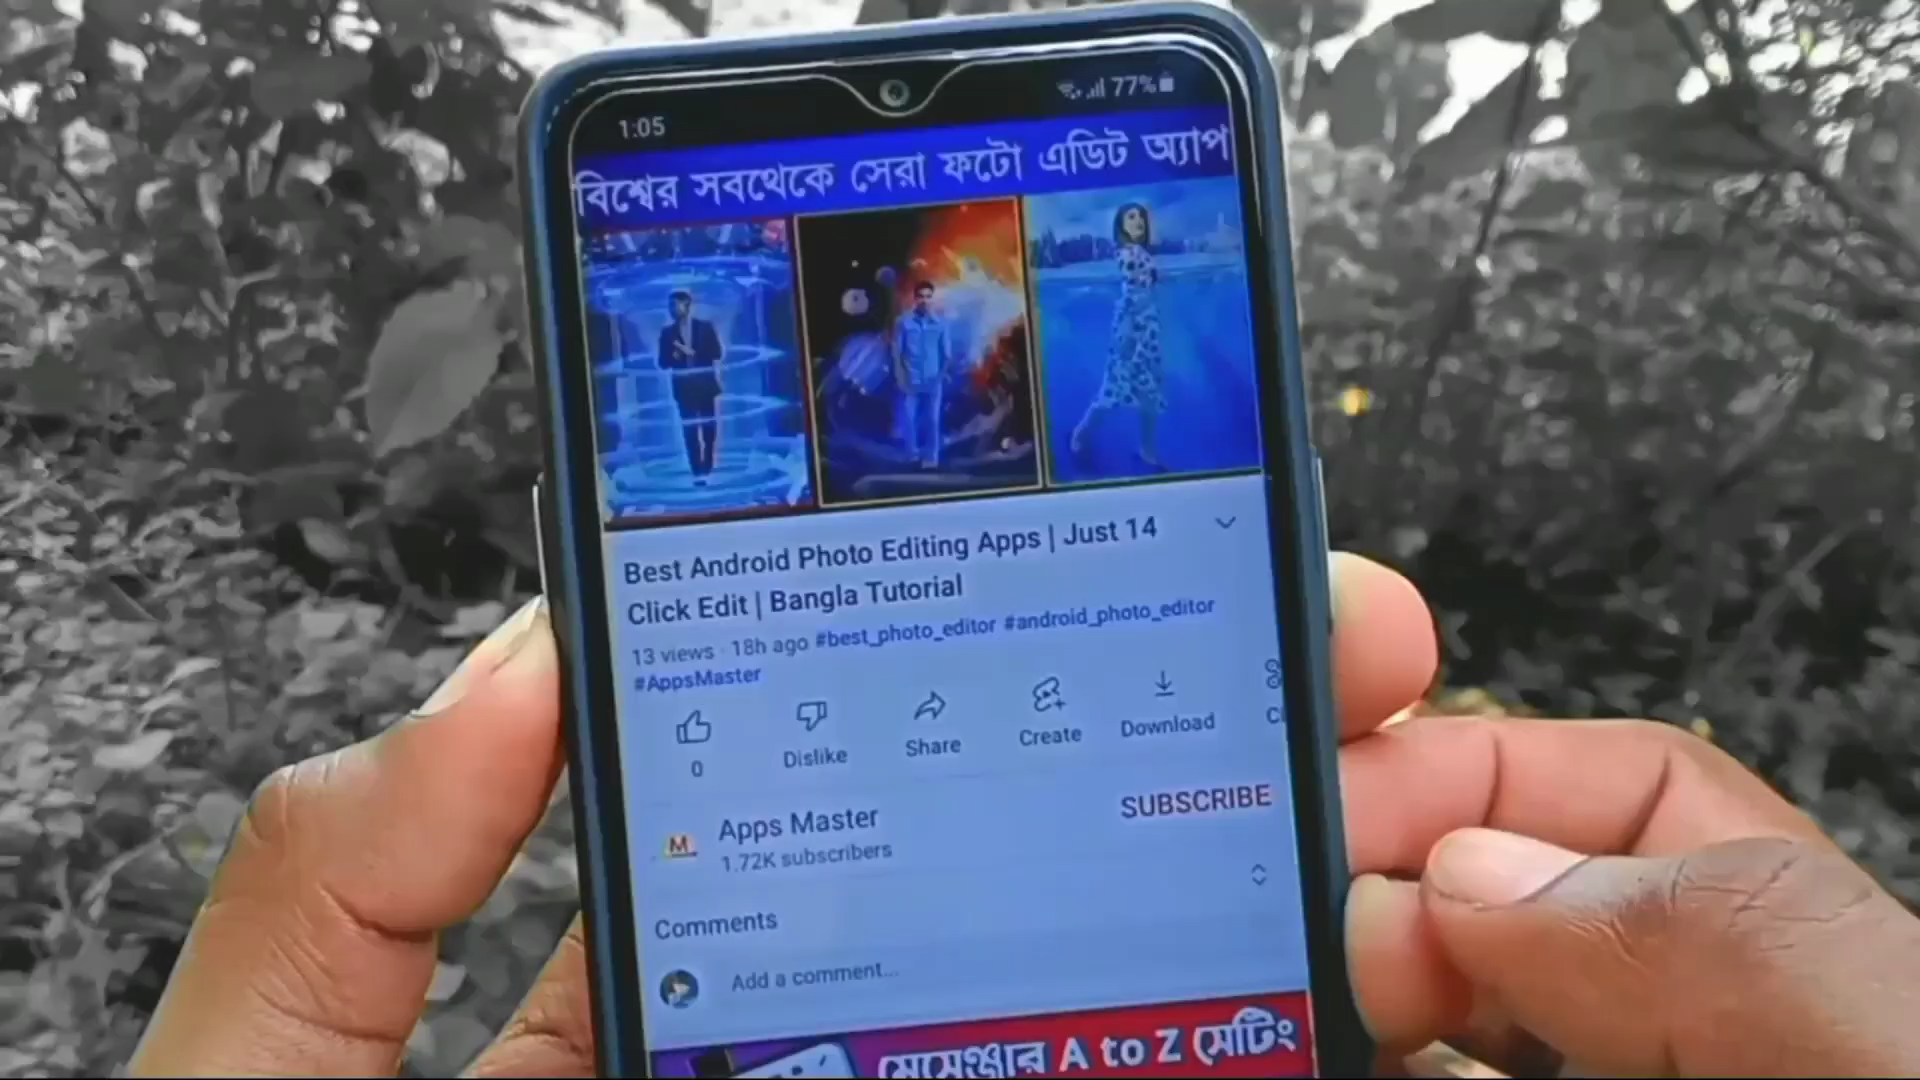 1:05
77%
বিশ্বের সবথেকে সেরা ফটো এডিট অ্যাপ
Best Android Photo Editing Apps | Just 14
Click Edit | Bangla Tutorial
13 views · 18h ago #best_photo_editor #android_photo_editor
#AppsMaster
0
Dislike
Share
Create
Download
M
Apps Master
1.72K subscribers
SUBSCRIBE
Comments
Add a comment...
মেসেঞ্জার A to Z সেটিং